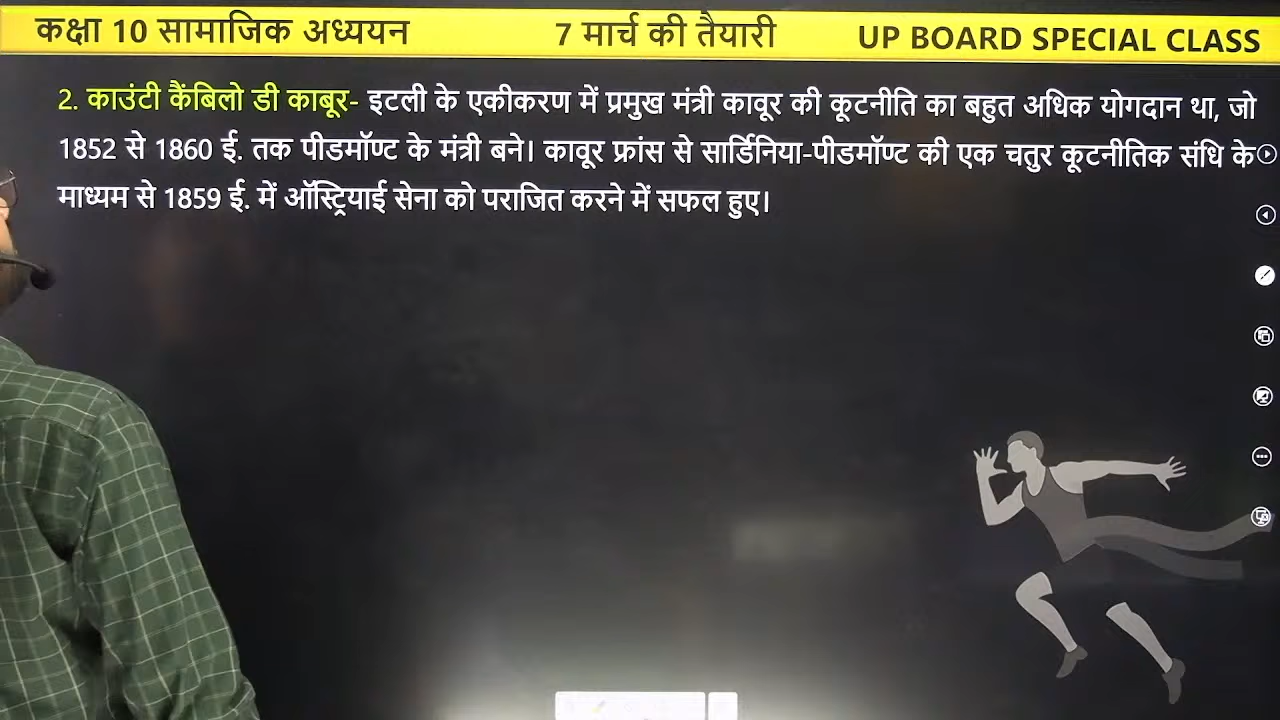 कक्षा 10 सामाजिक अध्ययन 7 मार्च की तैयारी UP BOARD SPECIAL CLASS
2. काउंटी कैंबिलो डी काबूर- इटली के एकीकरण में प्रमुख मंत्री कावूर की कूटनीति का बहुत अधिक योगदान था, जो
1852 से 1860 ई. तक पीडमॉण्ट के मंत्री बने। कावूर फ्रांस से सार्डिनिया-पीडमॉण्ट की एक चतुर कूटनीतिक संधि के
माध्यम से 1859 ई. में ऑस्ट्रियाई सेना को पराजित करने में सफल हुए।